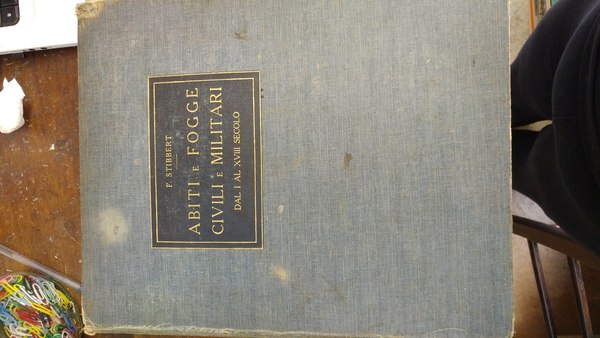 F. STIBBERT
ABITI E FOGGE
CIVILI E MILITARI
DAL I AL XVIII SECOLO